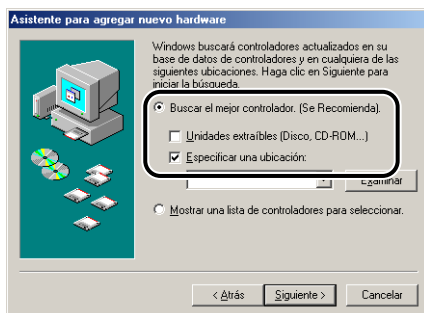 Asistente para agregar nuevo hardware
Windows buscará controladores actualizados en su
base de datos de controladores y en cualquiera de las
siguientes ubicaciones. Haga clic en Siguiente para
iniciar la búsqueda.
Buscar el mejor controlador. (Se Recomienda).
Unidades extraíbles (Disco, CD-ROM...)
Especificar una ubicación:
Examinar
Mostrar una lista de controladores para seleccionar.
< Atrás
Siguiente >
Cancelar